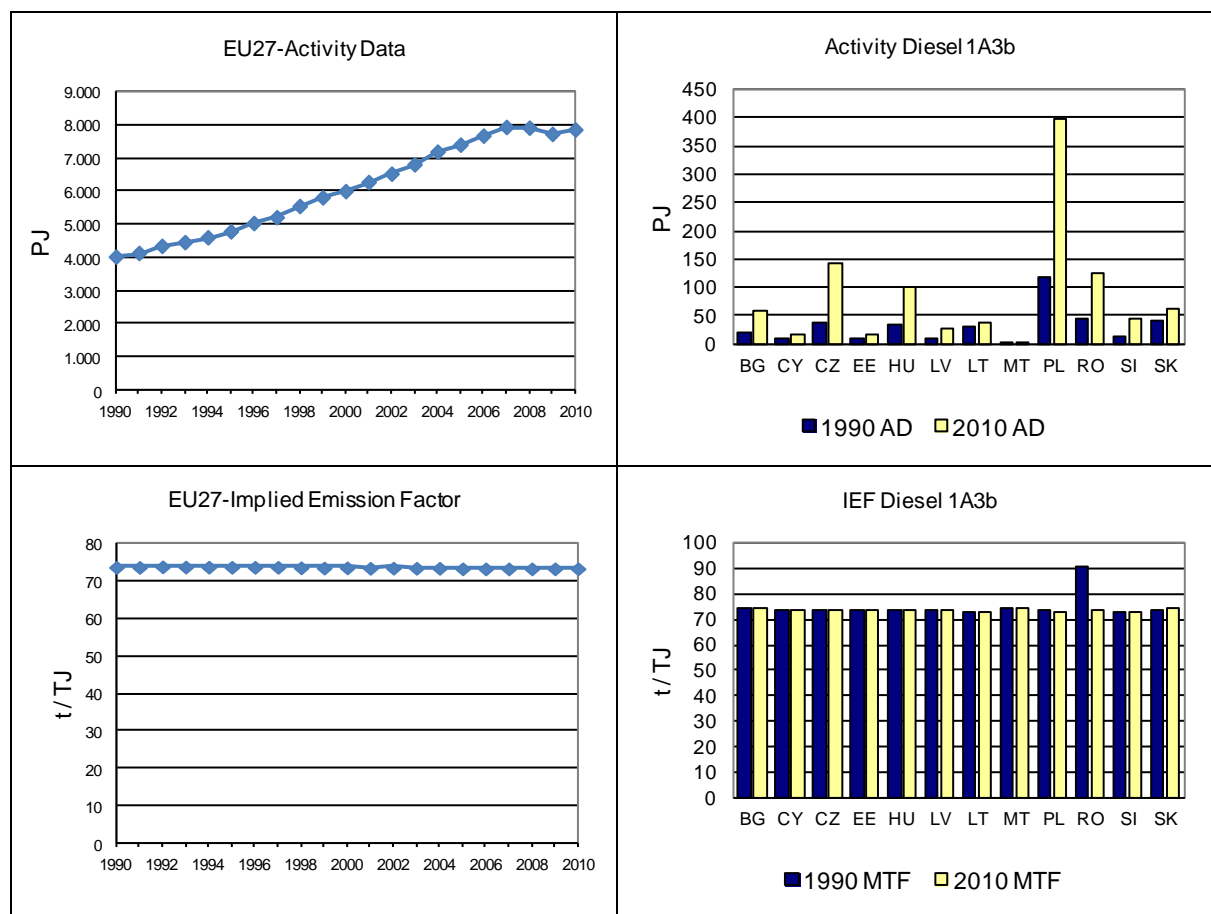 EU27-Activity Data
PJ
9.000
8.000
7.000
6.000
5.000
4.000
3.000
2.000
1.000
0
1990 1992 1994 1996 1998 2000 2002 2004 2006 2008 2010
Activity Diesel 1A3b
PJ
450
400
350
300
250
200
150
100
50
0
BG CY CZ EE HU LV LT MT PL RO SI SK
1990 AD 2010 AD
EU27-Implied Emission Factor
t / TJ
80
70
60
50
40
30
20
10
0
1990 1992 1994 1996 1998 2000 2002 2004 2006 2008 2010
IEF Diesel 1A3b
t / TJ
100
90
80
70
60
50
40
30
20
10
0
BG CY CZ EE HU LV LT MT PL RO SI SK
1990 MTF 2010 MTF